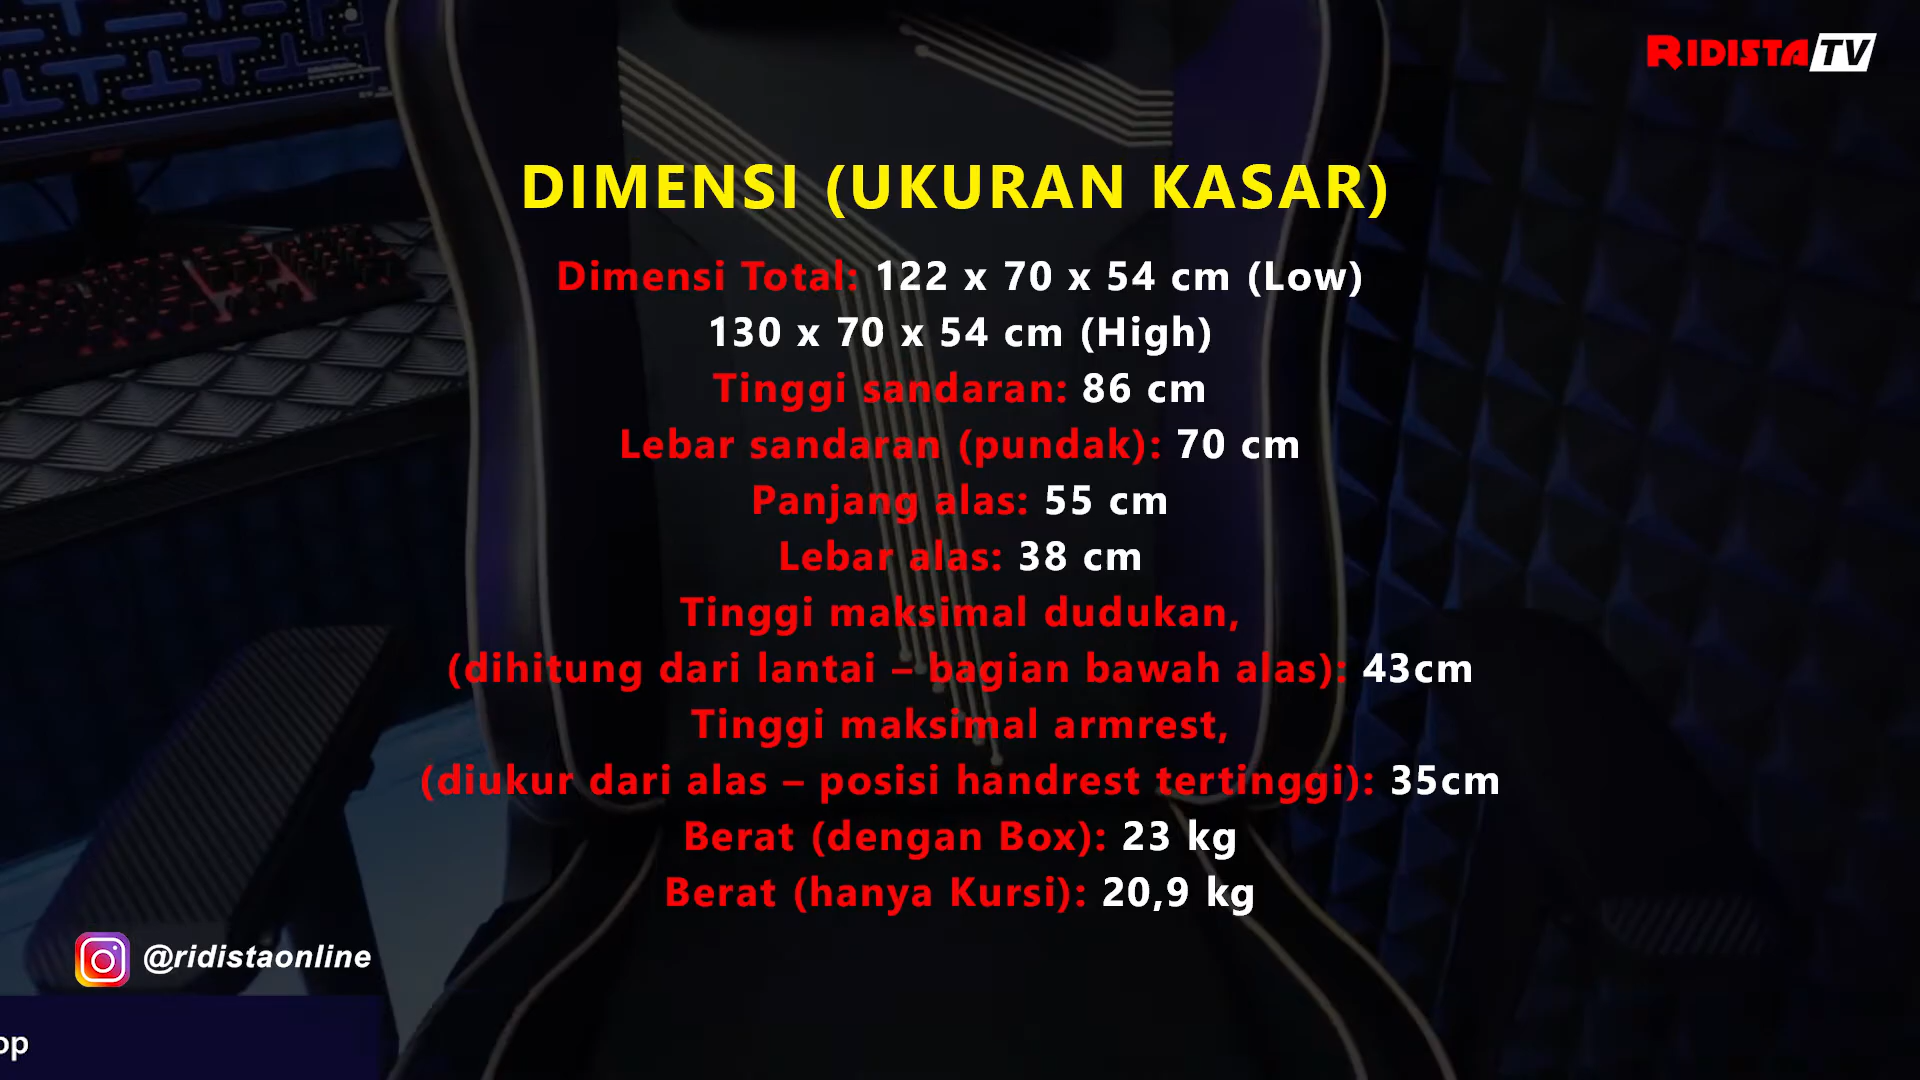 RIDISTA TV
DIMENSI (UKURAN KASAR)
Dimensi Total: 122 x 70 x 54 cm (Low)
130 x 70 x 54 cm (High)
Tinggi sandaran: 86 cm
Lebar sandaran (pundak): 70 cm
Panjang alas: 55 cm
Lebar alas: 38 cm
Tinggi maksimal dudukan,
(dihitung dari lantai – bagian bawah alas): 43cm
Tinggi maksimal armrest,
(diukur dari alas – posisi handrest tertinggi): 35cm
Berat (dengan Box): 23 kg
Berat (hanya Kursi): 20,9 kg
@ridistaonline
op